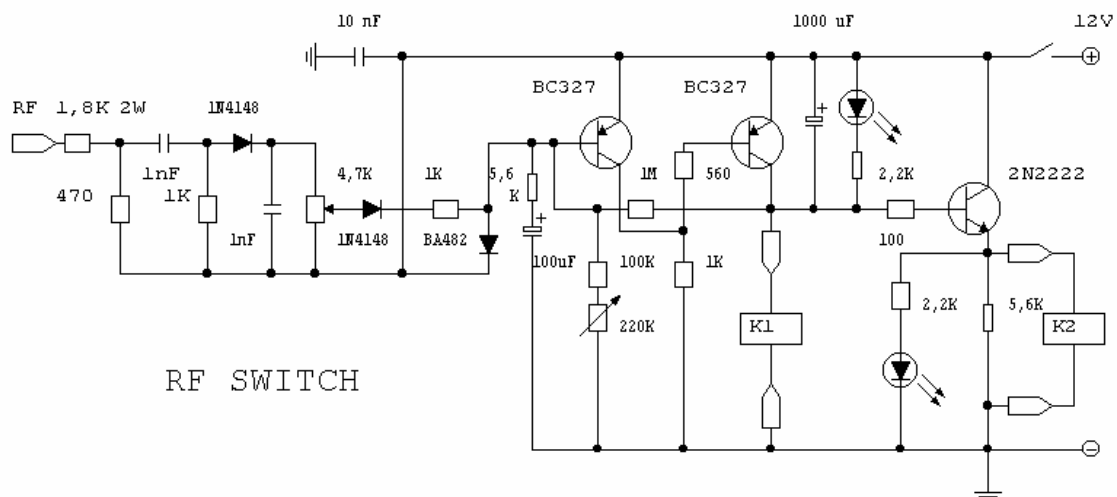 10 nF
1000 uF
12V
BC327
BC327
RF 1,8K 2W
1N4148
1nF
470
1K
4,7K
1K
5,6
K
1M
560
2,2K
2N2222
1nF
1N4148
BA482
100uF
100K
1K
100
220K
K1
2,2K
5,6K
K2
RF SWITCH